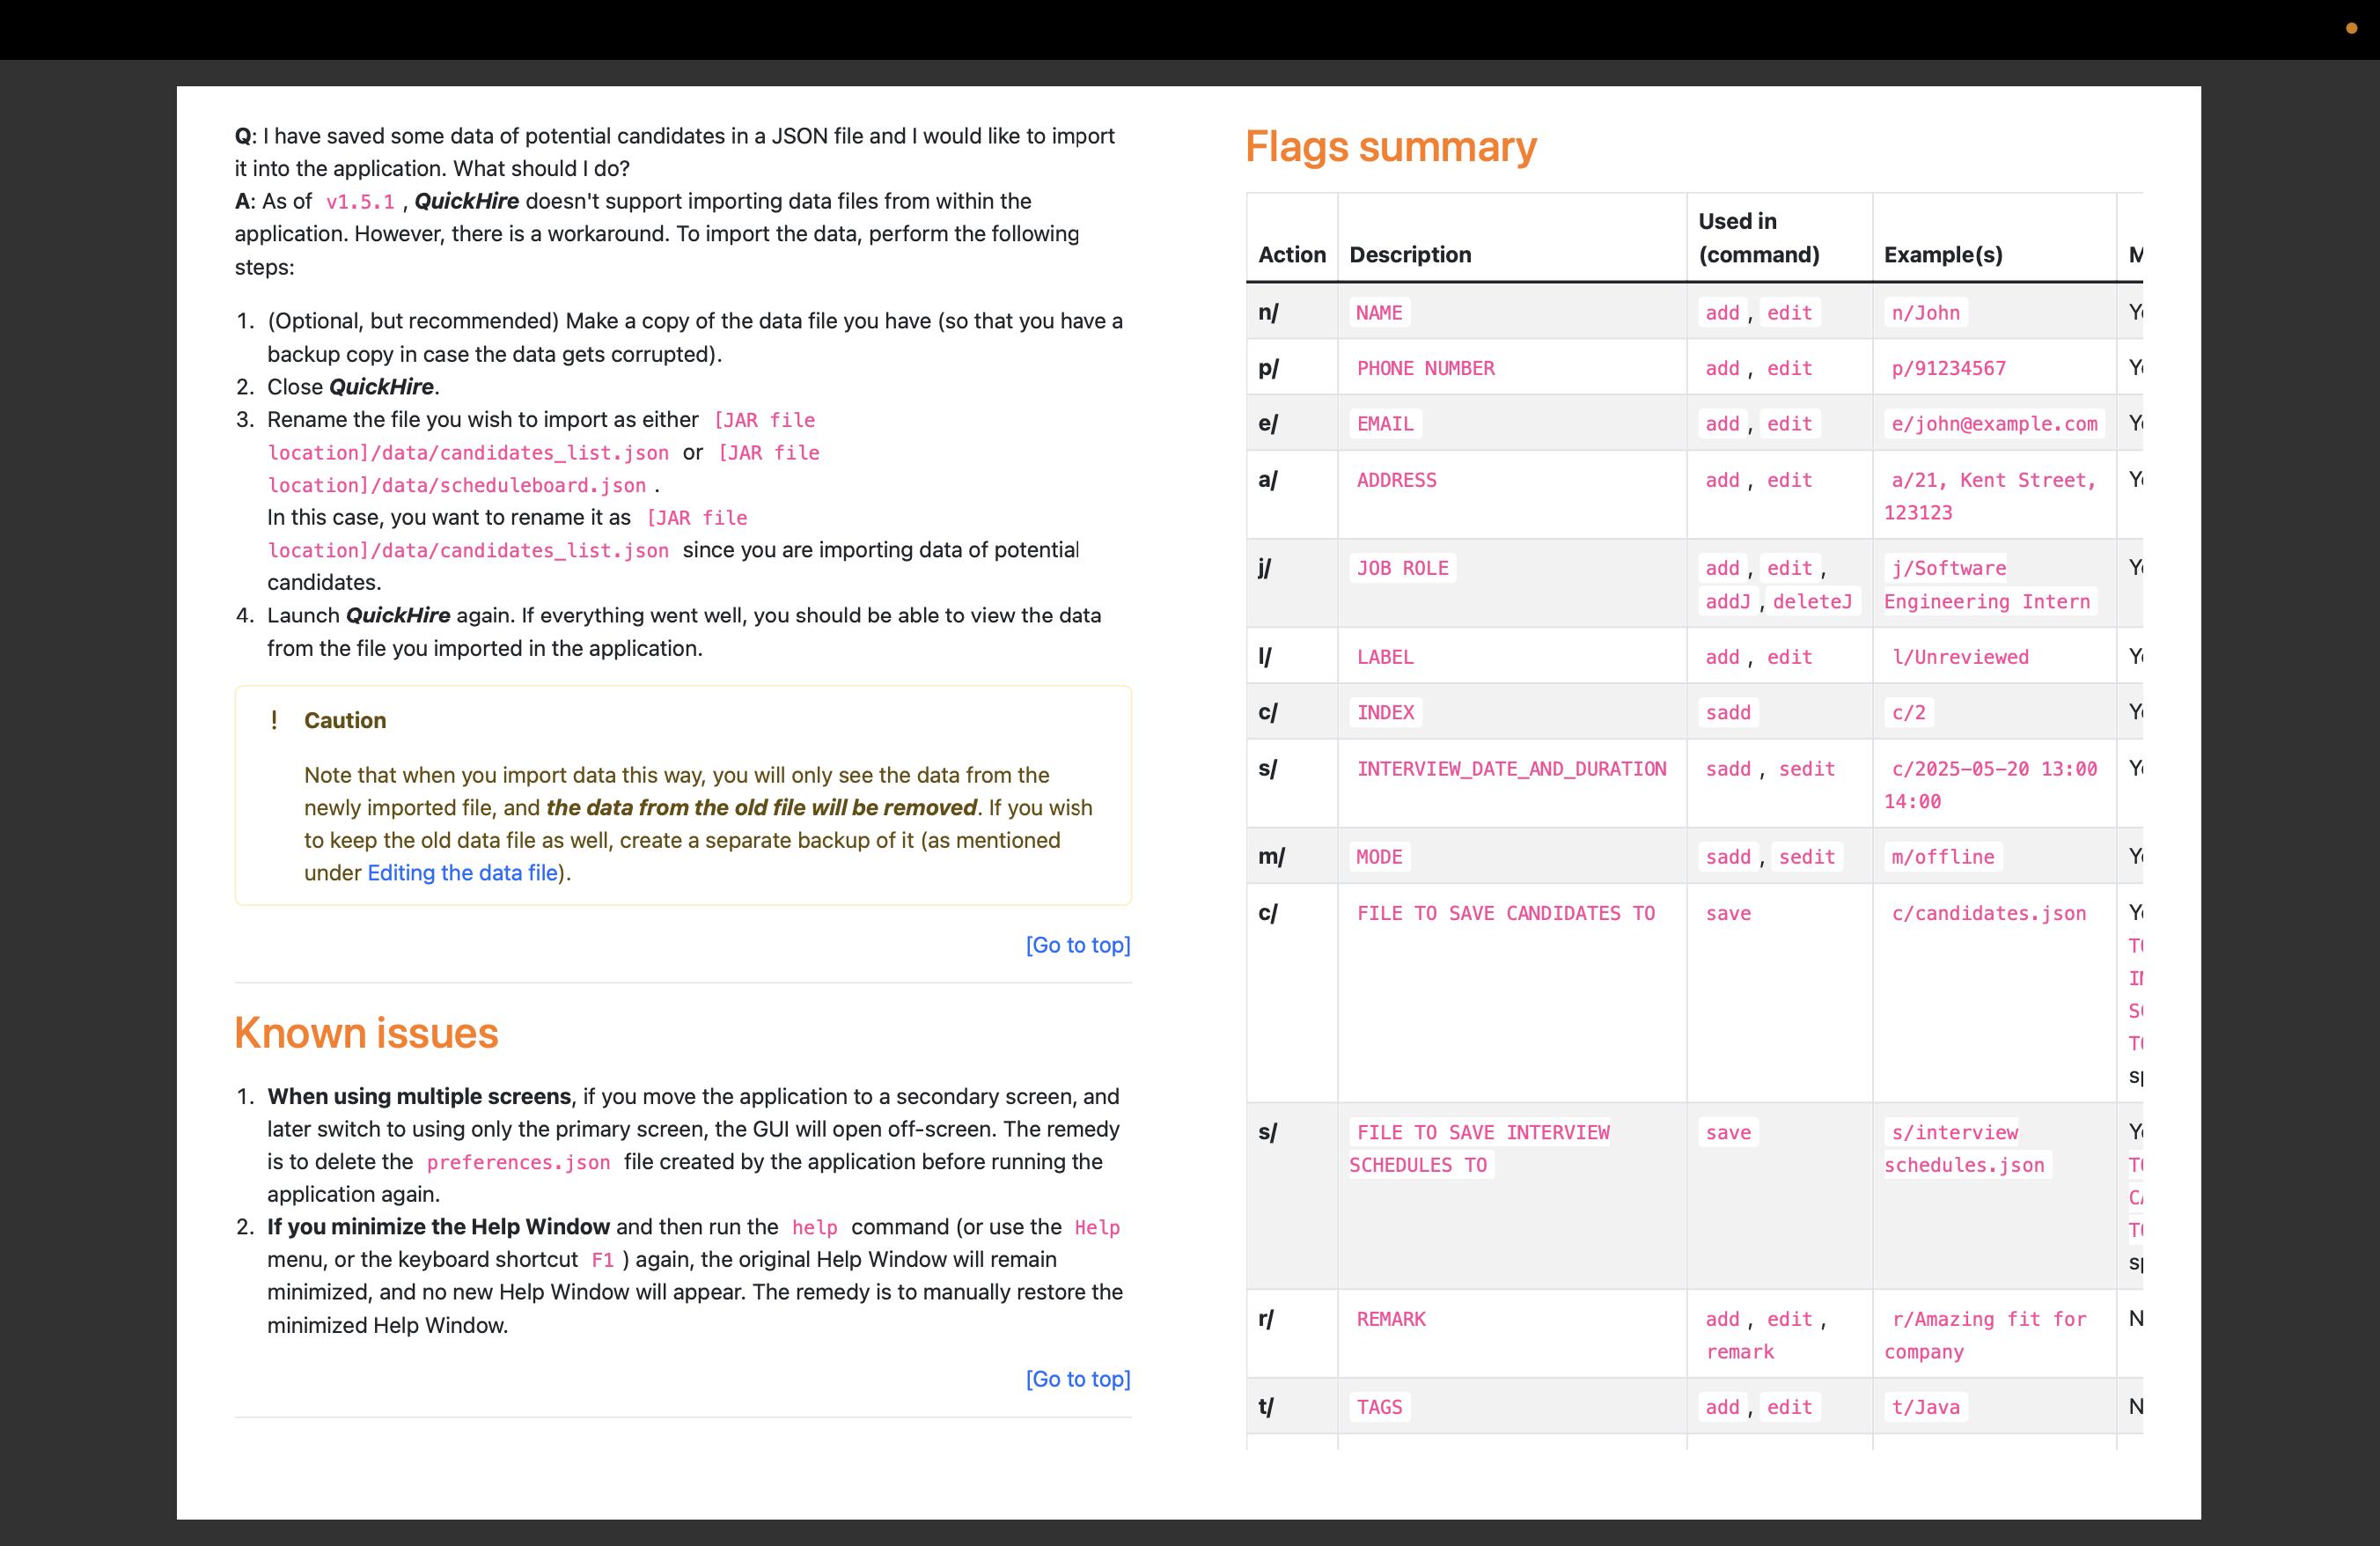 Q: I have saved some data of potential candidates in a JSON file and I would like to import
it into the application. What should I do?
A: As of v1.5.1 , QuickHire doesn't support importing data files from within the
application. However, there is a workaround. To import the data, perform the following
steps:
1. (Optional, but recommended) Make a copy of the data file you have (so that you have a
backup copy in case the data gets corrupted).
2. Close QuickHire.
3. Rename the file you wish to import as either [JAR file
location]/data/candidates_list.json or [JAR file
location]/data/scheduleboard.json .
In this case, you want to rename it as [JAR file
location]/data/candidates_list.json since you are importing data of potential
candidates.
4. Launch QuickHire again. If everything went well, you should be able to view the data
from the file you imported in the application.
! Caution
Note that when you import data this way, you will only see the data from the
newly imported file, and the data from the old file will be removed. If you wish
to keep the old data file as well, create a separate backup of it (as mentioned
under Editing the data file).
[Go to top]
Known issues
1. When using multiple screens, if you move the application to a secondary screen, and
later switch to using only the primary screen, the GUI will open off-screen. The remedy
is to delete the preferences.json file created by the application before running the
application again.
2. If you minimize the Help Window and then run the help command (or use the Help
menu, or the keyboard shortcut F1 ) again, the original Help Window will remain
minimized, and no new Help Window will appear. The remedy is to manually restore the
minimized Help Window.
[Go to top]
Flags summary
Used in
Action Description (command) Example(s)
n/ NAME add , edit n/John
p/ PHONE NUMBER add , edit p/91234567
e/ EMAIL add , edit e/john@example.com
a/ ADDRESS add , edit a/21, Kent Street,
123123
j/ JOB ROLE add , edit , j/Software
addJ , deleteJ Engineering Intern
l/ LABEL add , edit l/Unreviewed
c/ INDEX sadd c/2
s/ INTERVIEW_DATE_AND_DURATION sadd , sedit c/2025-05-20 13:00
14:00
m/ MODE sadd , sedit m/offline
c/ FILE TO SAVE CANDIDATES TO save c/candidates.json
s/ FILE TO SAVE INTERVIEW save s/interview
SCHEDULES TO schedules.json
r/ REMARK add , edit , r/Amazing fit for
remark company
t/ TAGS add , edit t/Java